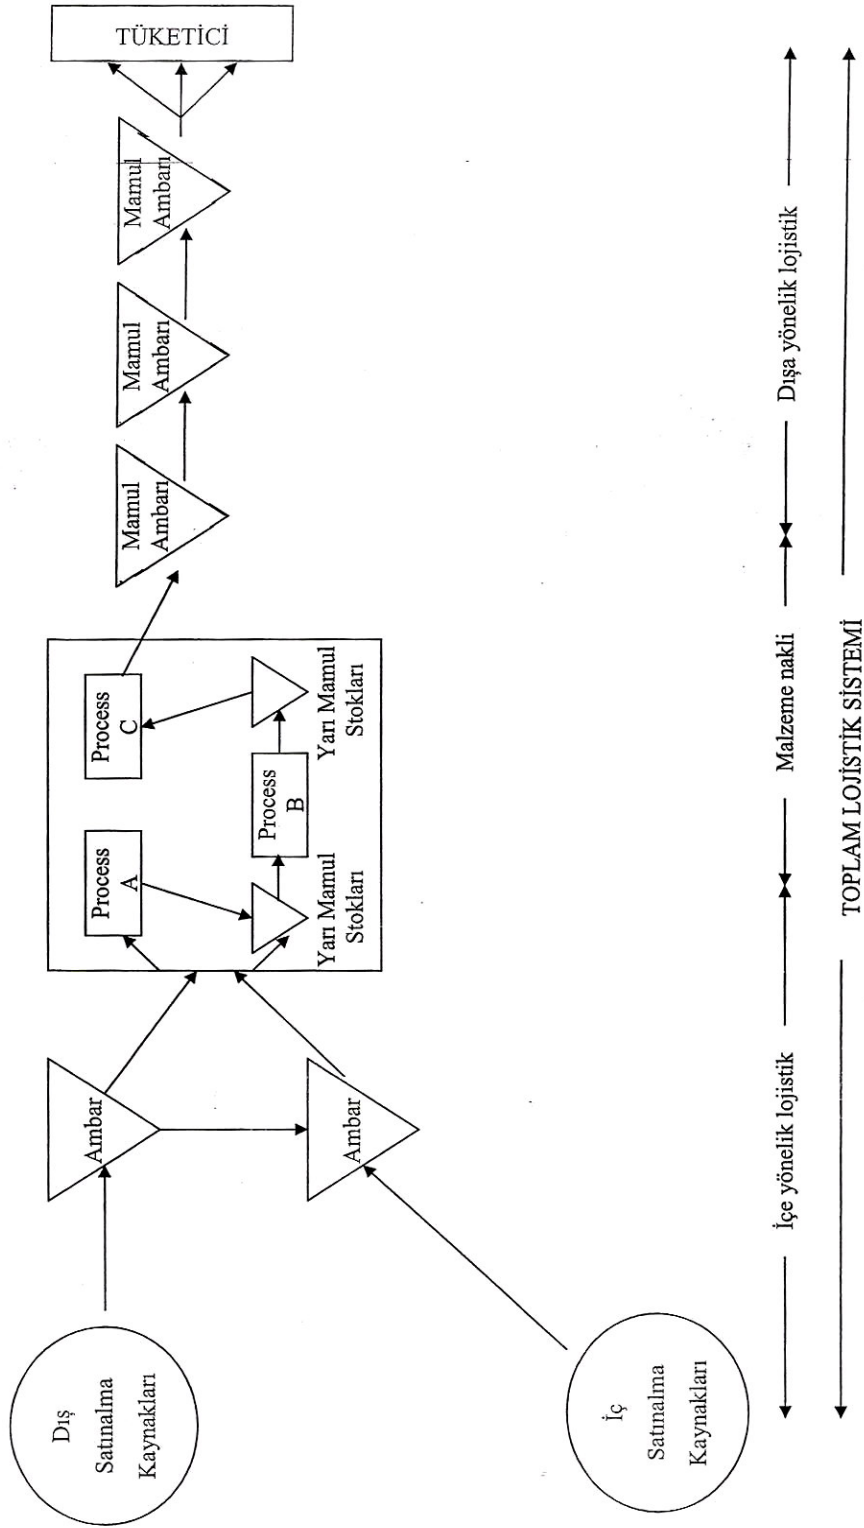 Dış
Satınalma
Kaynakları
İç
Satınalma
Kaynakları
Ambar
Ambar
Process
A
Yarı Mamul
Stokları
Process
B
Process
C
Yarı Mamul
Stokları
Mamul
Ambarı
Mamul
Ambarı
Mamul
Ambarı
TÜKETİCİ
İçe yönelik lojistik
Malzeme nakli
Dışa yönelik lojistik
TOPLAM LOJİSTİK SİSTEMİ